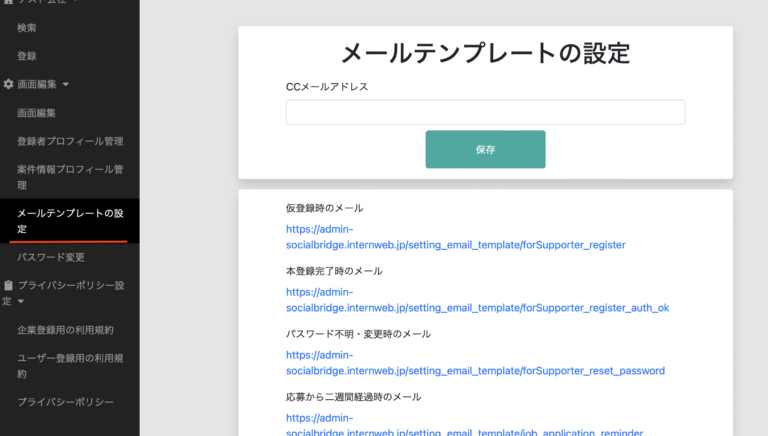 テスト会社
検索
登録
画面編集
画面編集
登録者プロフィール管理
案件情報プロフィール管
理
メールテンプレートの設
定
パスワード変更
プライバシーポリシー設
定
企業登録用の利用規約
ユーザー登録用の利用規
約
プライバシーポリシー
メールテンプレートの設定
CCメールアドレス
保存
仮登録時のメール
https://admin-
socialbridge.internweb.jp/setting_email_template/forSupporter_register
本登録完了時のメール
https://admin-
socialbridge.internweb.jp/setting_email_template/forSupporter_register_auth_ok
パスワード不明・変更時のメール
https://admin-
socialbridge.internweb.jp/setting_email_template/forSupporter_reset_password
応募から二週間経過時のメール
https://admin-
socialbridge.internweb.jp/setting_email_template/job_application_reminder